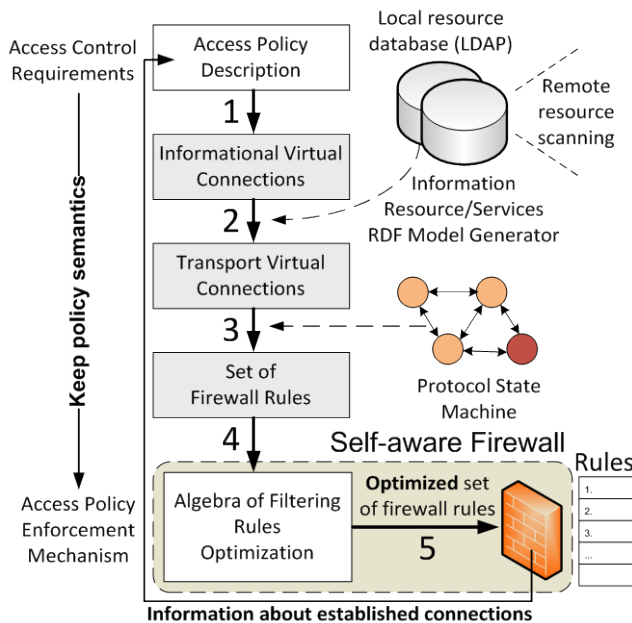 Access Control
Requirements
Access Policy
Description
Local resource
database (LDAP)
Remote
resource
scanning
1
Informational Virtual
Connections
Information
Resource/Services
RDF Model Generator
2
Transport Virtual
Connections
3
Protocol State
Machine
Set of
Firewall Rules
4
Keep policy semantics
Self-aware Firewall
Access Policy
Enforcement
Mechanism
Algebra of Filtering
Rules
Optimization
Optimized set
of firewall rules
5
Rules
1.
2.
3.
...
Information about established connections